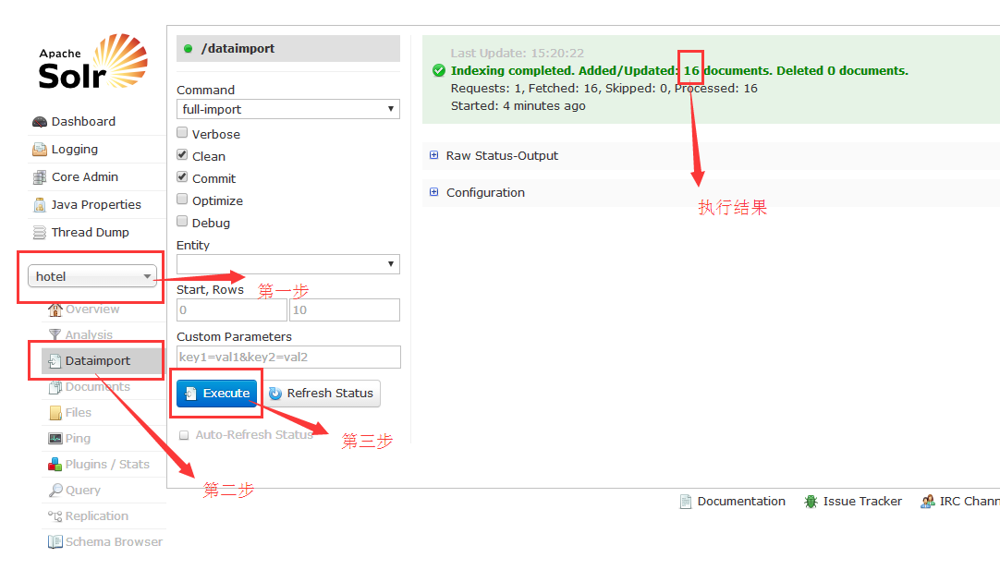 Apache
Solr
Dashboard
Logging
Core Admin
Java Properties
Thread Dump
hotel
Overview
Analysis
Dataimport
Documents
Files
Ping
Plugins / Stats
Query
Replication
Schema Browser
/dataimport
Command
full-import
Verbose
Clean
Commit
Optimize
Debug
Entity
Start, Rows
第一步
0
10
Custom Parameters
key1=val1&key2=val2
Execute
Refresh Status
Auto-Refresh Status
第三步
第二步
Last Update: 15:20:22
Indexing completed. Added/Updated: 16 documents. Deleted 0 documents.
Requests: 1, Fetched: 16, Skipped: 0, Processed: 16
Started: 4 minutes ago
Raw Status-Output
Configuration
执行结果
Documentation
Issue Tracker
IRC Chann